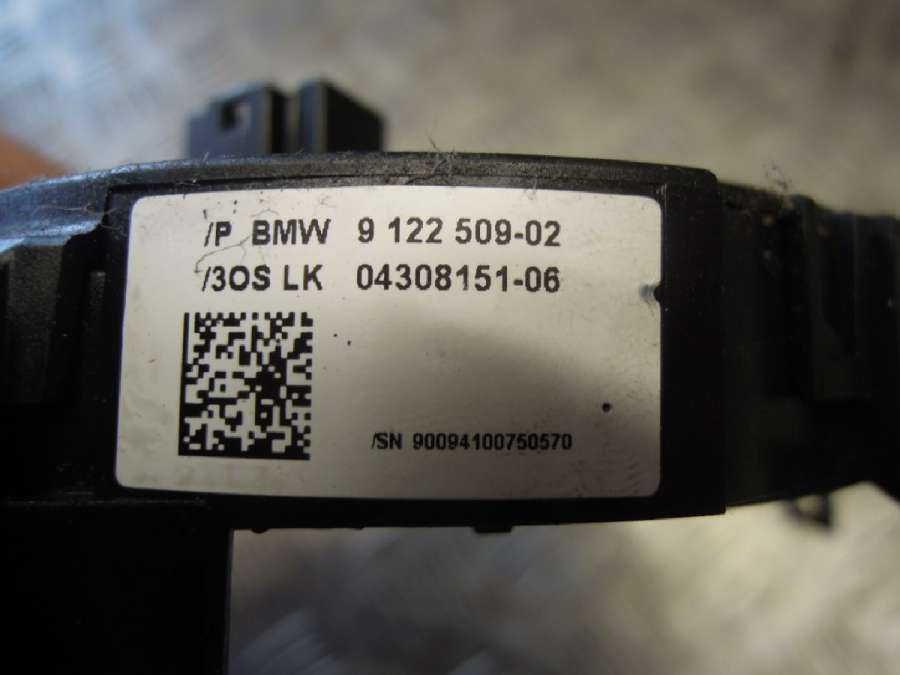 /P BMW 9 122 509-02
/3OS LK 04308151-06
/SN 90094100750570